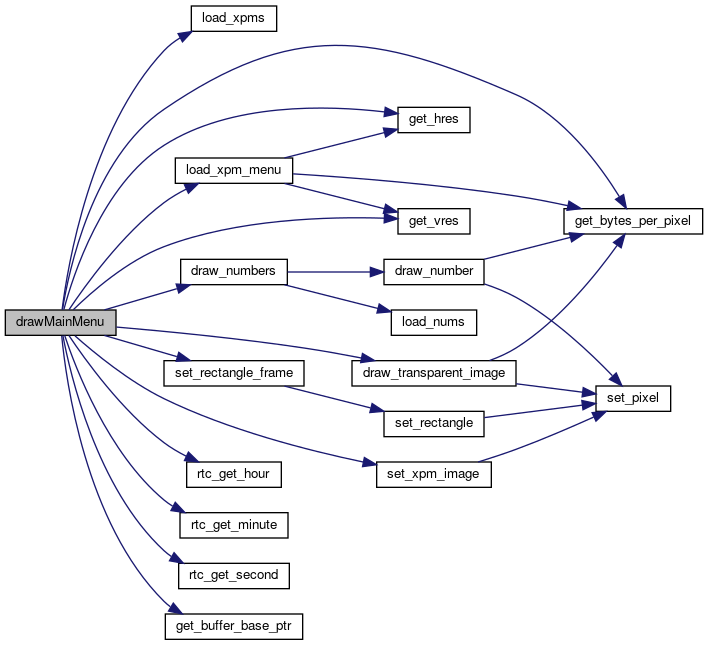 load_xpms
get_hres
load_xpm_menu
get_vres
get_bytes_per_pixel
draw_numbers
draw_number
drawMainMenu
load_nums
set_rectangle_frame
draw_transparent_image
set_pixel
set_rectangle
rtc_get_hour
set_xpm_image
rtc_get_minute
rtc_get_second
get_buffer_base_ptr